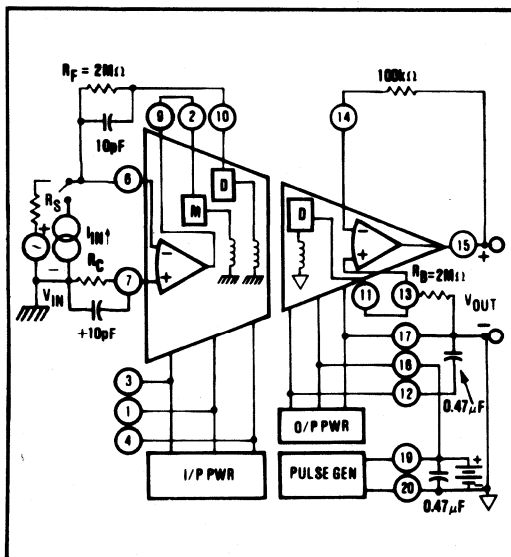 R_F = 2MΩ
100kΩ
9
2
10
14
10pF
6
D
D
R_S
M
15
+
+
I_IN↑
R_C
7
−
+
−
+
11
13
R_B=2MΩ
−
V_IN
+10pF
V_OUT
−
17
16
3
12
0.47μF
1
O/P PWR
4
19
+
I/P PWR
PULSE GEN
20
−
0.47μF